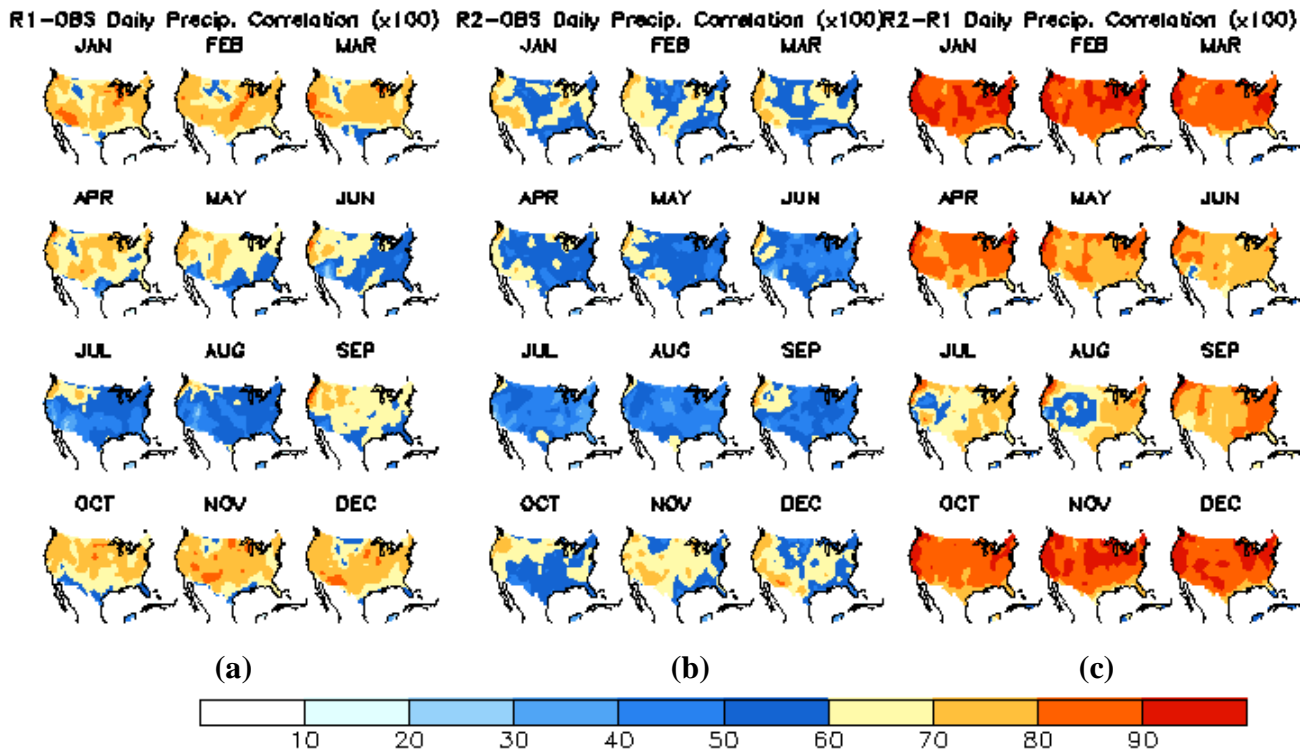 R1-OBS Daily Precip. Correlation (x100) R2-OBS Daily Precip. Correlation (x100)R2-R1 Daily Precip. Correlation (x100)
JAN FEB MAR JAN FEB MAR JAN FEB MAR
APR MAY JUN APR MAY JUN APR MAY JUN
JUL AUG SEP JUL AUG SEP JUL AUG SEP
OCT NOV DEC OCT NOV DEC OCT NOV DEC
(a) (b) (c)
10 20 30 40 50 60 70 80 90